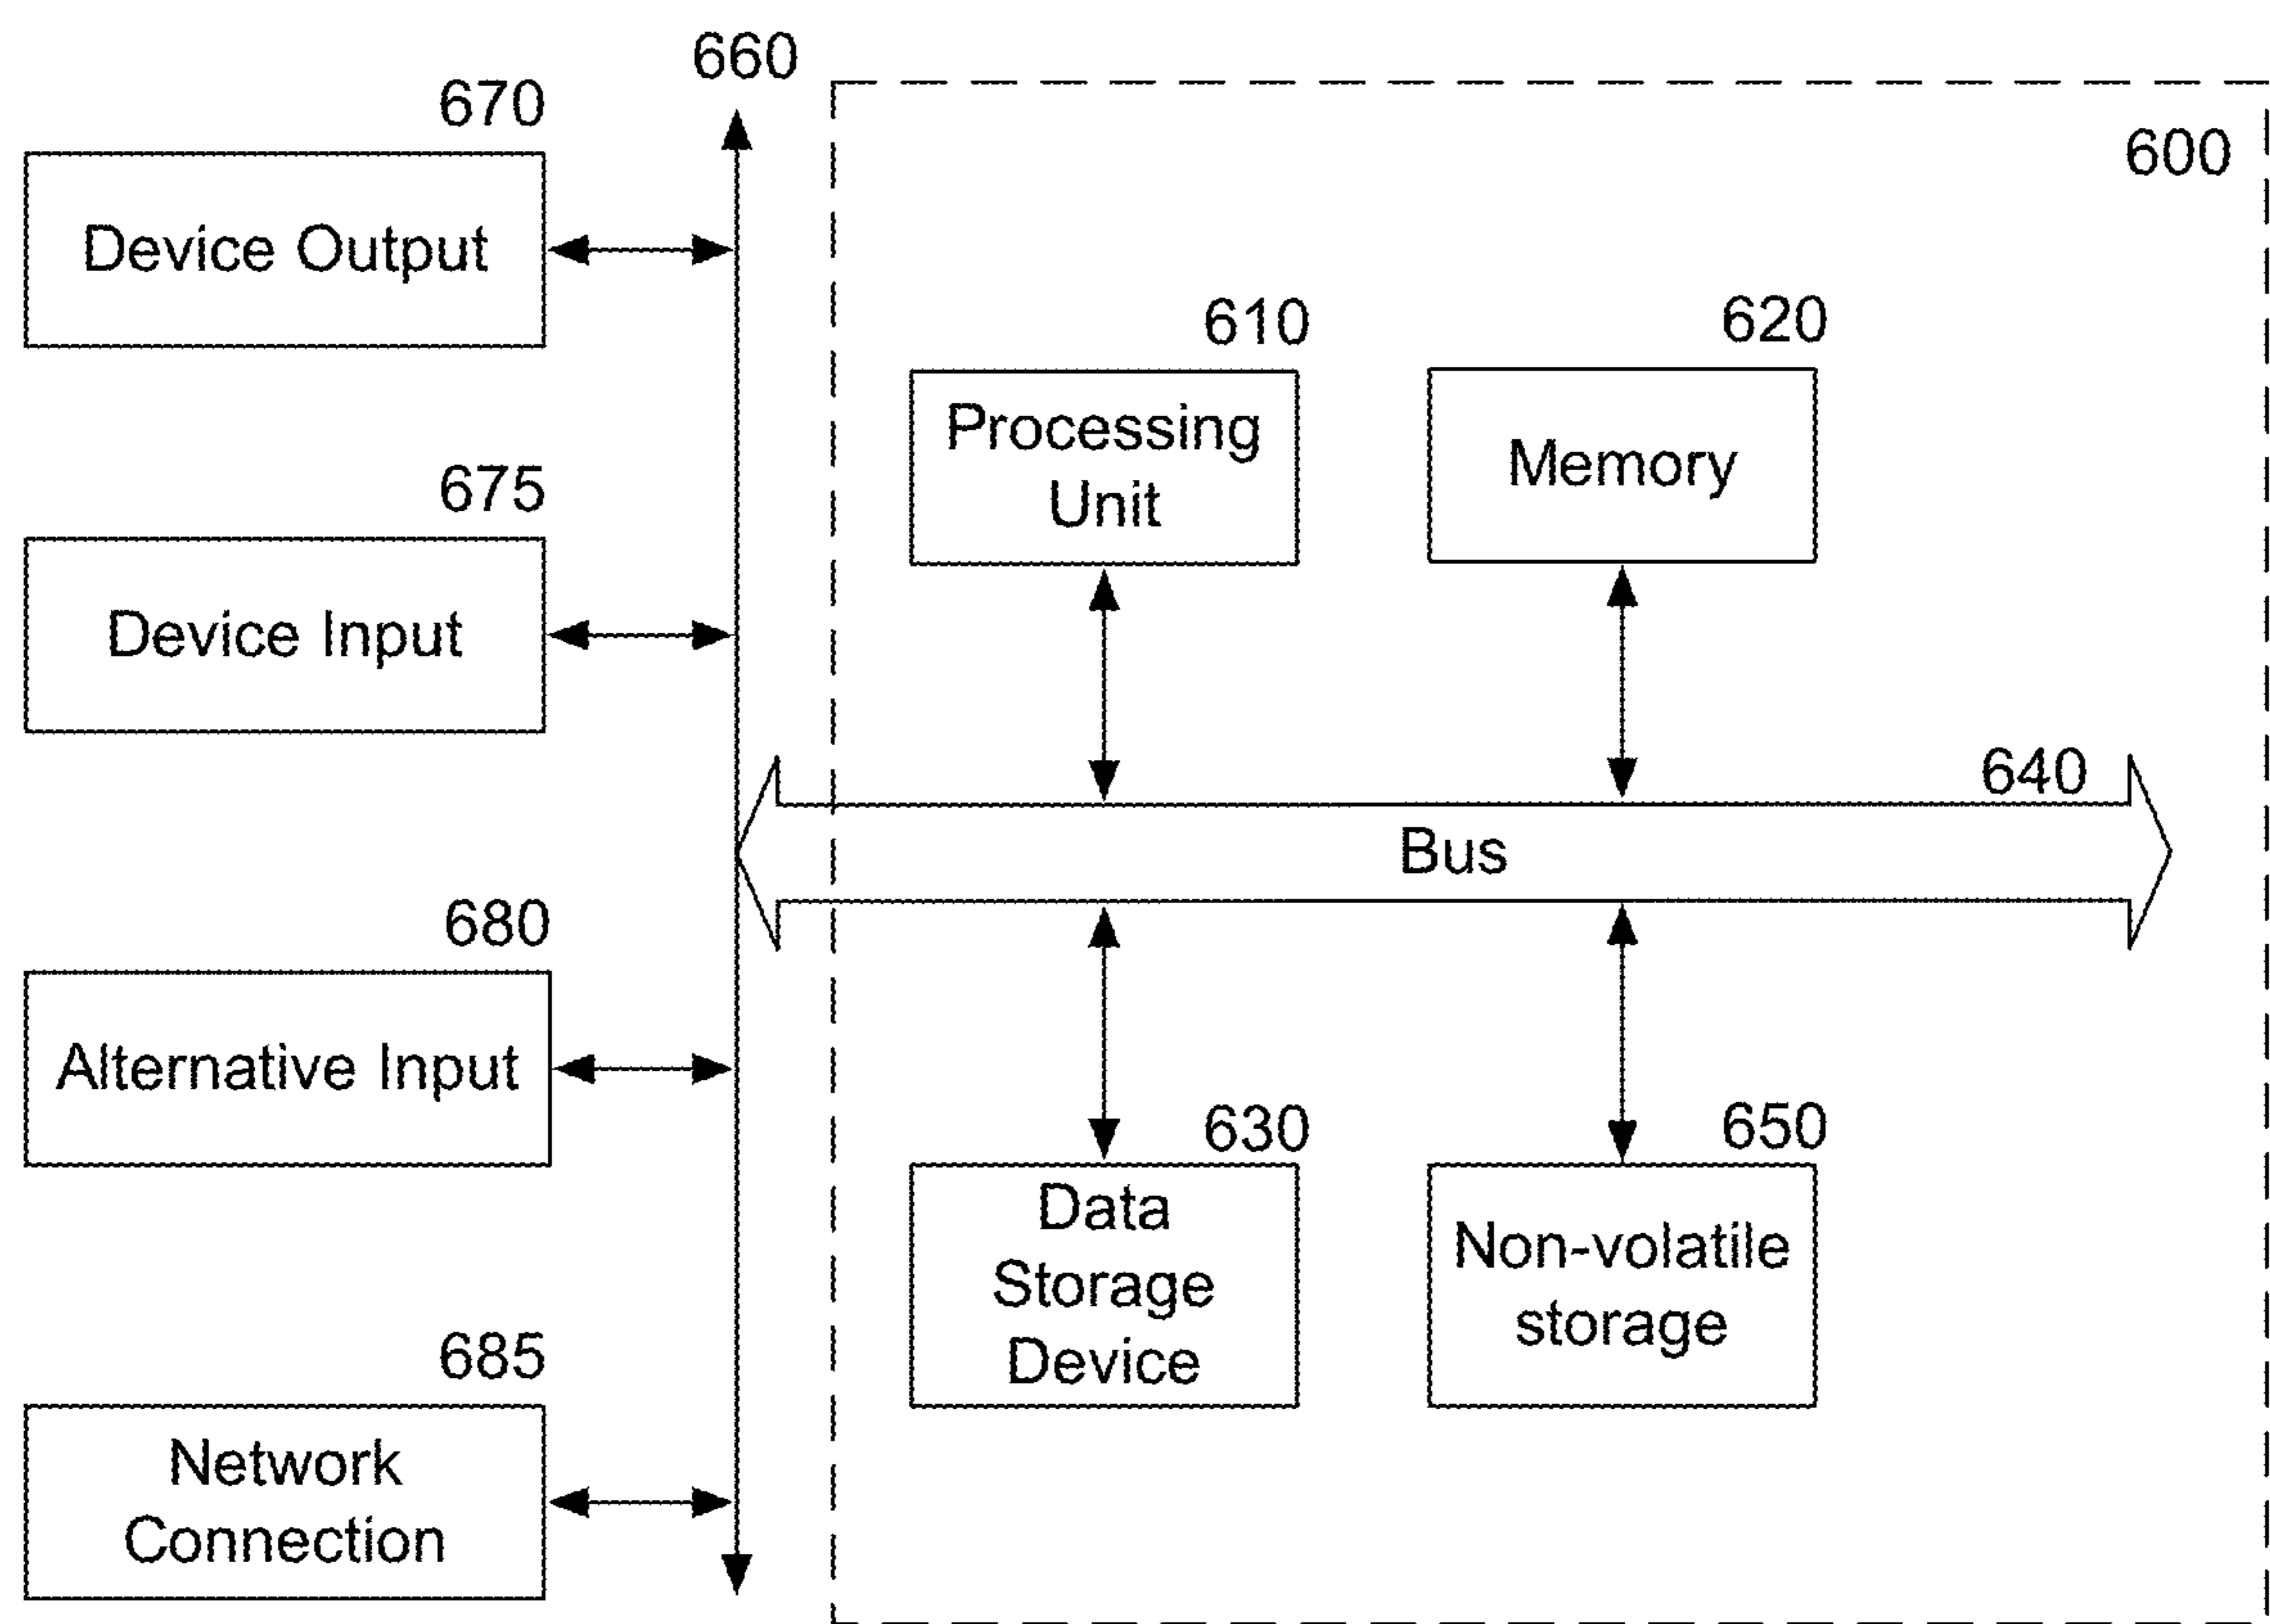 660
670
600
Device Output
610
620
Processing
Unit
Memory
675
Device Input
640
Bus
680
Alternative Input
630
650
Data
Storage
Device
Non-volatile
storage
685
Network
Connection